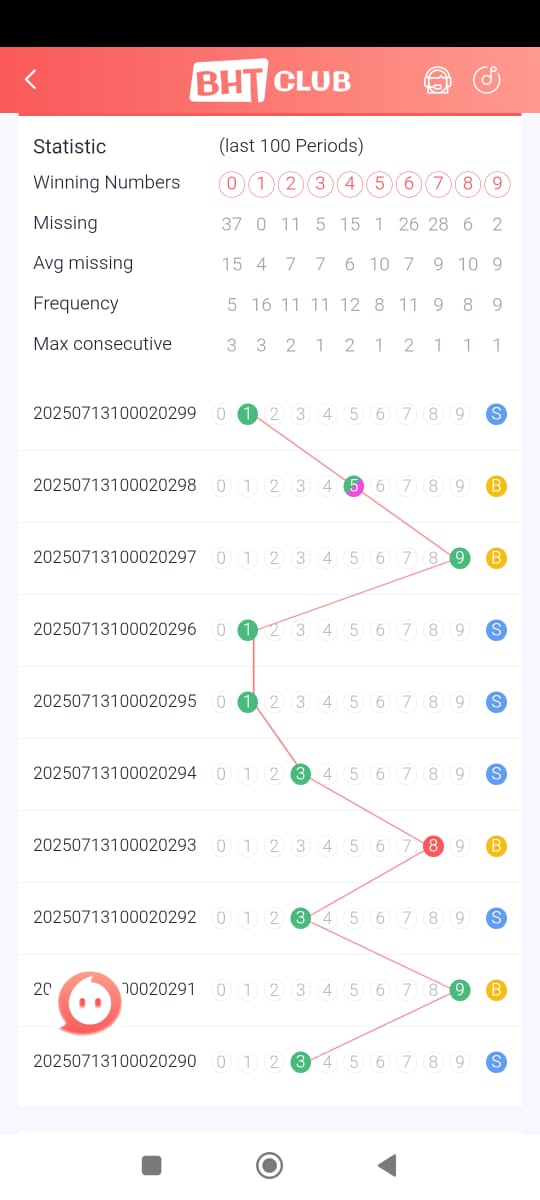 BHT CLUB
Statistic (last 100 Periods)
Winning Numbers 0 1 2 3 4 5 6 7 8 9
Missing 37 0 11 5 15 1 26 28 6 2
Avg missing 15 4 7 7 6 10 7 9 10 9
Frequency 5 16 11 11 12 8 11 9 8 9
Max consecutive 3 3 2 1 2 1 2 1 1 1
20250713100020299 0 1 2 3 4 5 6 7 8 9 S
20250713100020298 0 1 2 3 4 5 6 7 8 9 B
20250713100020297 0 1 2 3 4 5 6 7 8 9 B
20250713100020296 0 1 2 3 4 5 6 7 8 9 S
20250713100020295 0 1 2 3 4 5 6 7 8 9 S
20250713100020294 0 1 2 3 4 5 6 7 8 9 S
20250713100020293 0 1 2 3 4 5 6 7 8 9 B
20250713100020292 0 1 2 3 4 5 6 7 8 9 S
0 1 2 3 4 5 6 7 8 9 B
20250713100020290 0 1 2 3 4 5 6 7 8 9 S